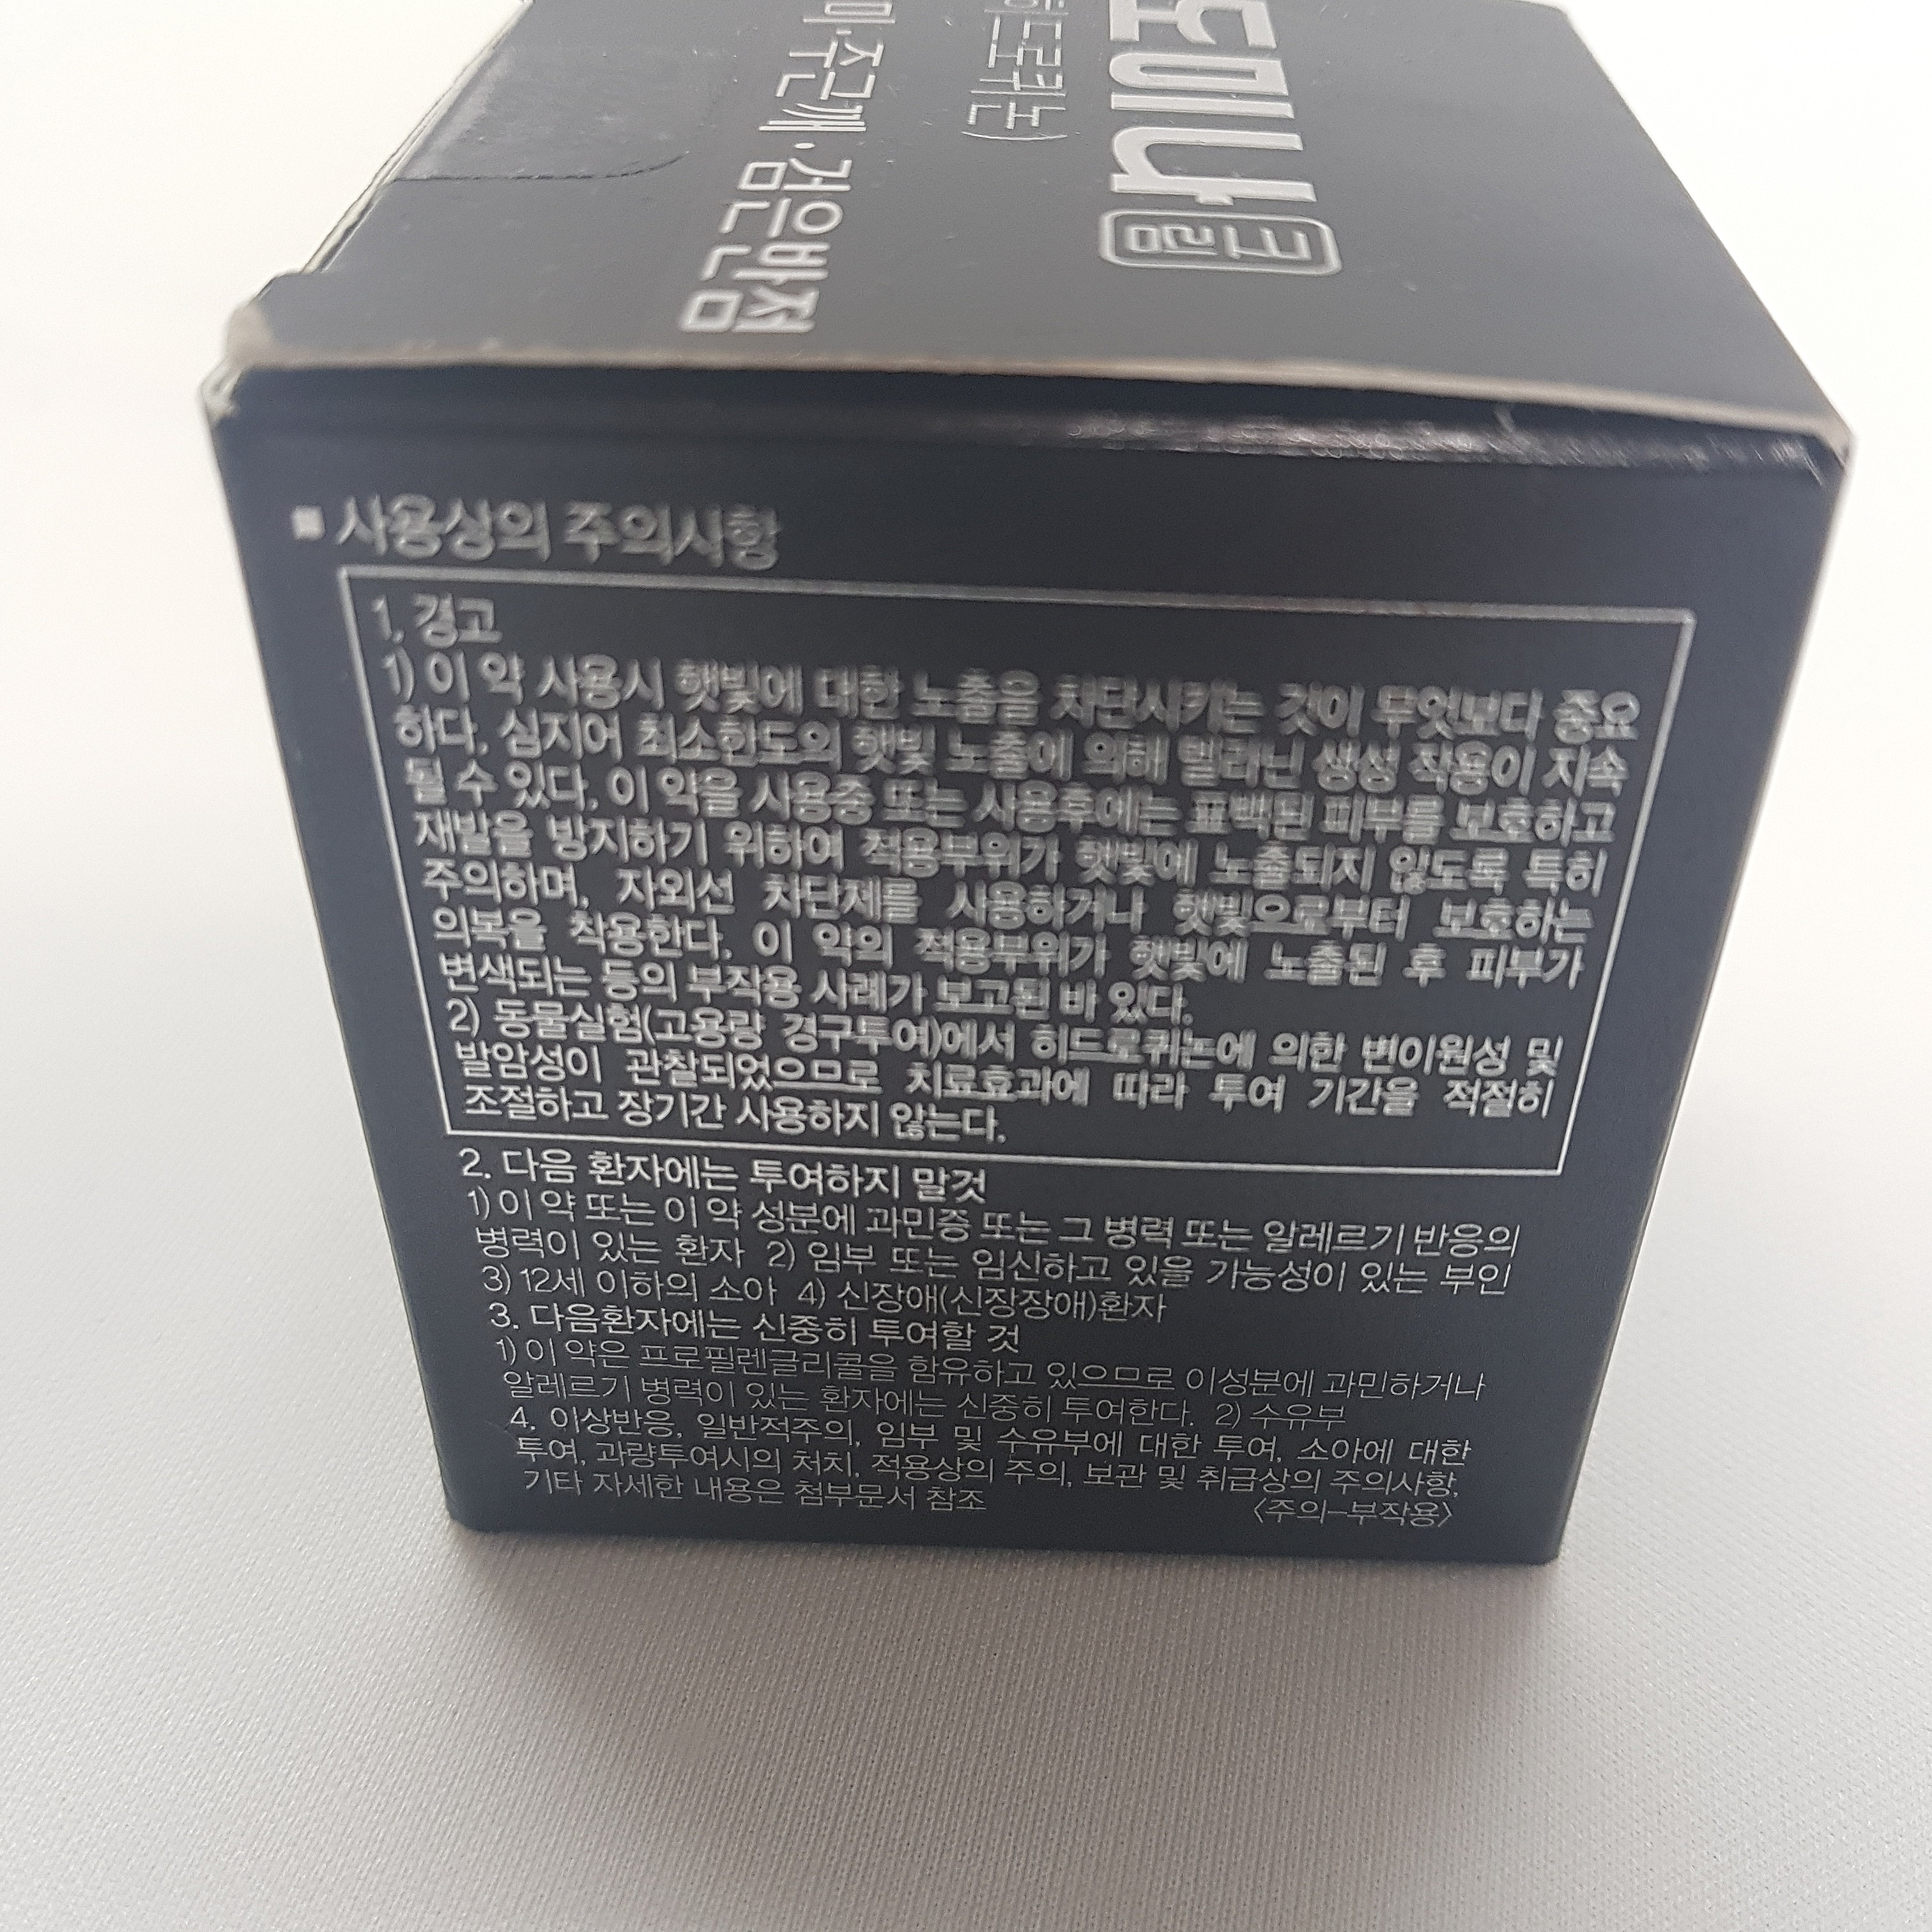 도미나 크림
히드로퀴논)
미·주근깨·검은반점
■ 사용상의 주의사항
1. 경고
1) 이 약 사용시 햇빛에 대한 노출을 차단시키는 것이 무엇보다 중요
하다. 심지어 최소한도의 햇빛 노출에 의해 멜라닌 생성 작용이 지속
될 수 있다. 이 약을 사용중 또는 사용후에는 표백된 피부를 보호하고
재발을 방지하기 위하여 적용부위가 햇빛에 노출되지 않도록 특히
주의하며, 자외선 차단제를 사용하거나 햇빛으로부터 보호하는
의복을 착용한다. 이 약의 적용부위가 햇빛에 노출된 후 피부가
변색되는 등의 부작용 사례가 보고된 바 있다.
2) 동물실험(고용량 경구투여)에서 히드로퀴논에 의한 변이원성 및
발암성이 관찰되었으므로 치료효과에 따라 투여 기간을 적절히
조절하고 장기간 사용하지 않는다.
2. 다음 환자에는 투여하지 말것
1) 이 약 또는 이 약 성분에 과민증 또는 그 병력 또는 알레르기 반응의
병력이 있는 환자 2) 임부 또는 임신하고 있을 가능성이 있는 부인
3) 12세 이하의 소아 4) 신장애(신장장애)환자
3. 다음환자에는 신중히 투여할 것
1) 이 약은 프로필렌글리콜을 함유하고 있으므로 이성분에 과민하거나
알레르기 병력이 있는 환자에는 신중히 투여한다. 2) 수유부
4. 이상반응, 일반적주의, 임부 및 수유부에 대한 투여, 소아에 대한
투여, 과량투여시의 처치, 적용상의 주의, 보관 및 취급상의 주의사항,
기타 자세한 내용은 첨부문서 참조 〈주의-부작용〉